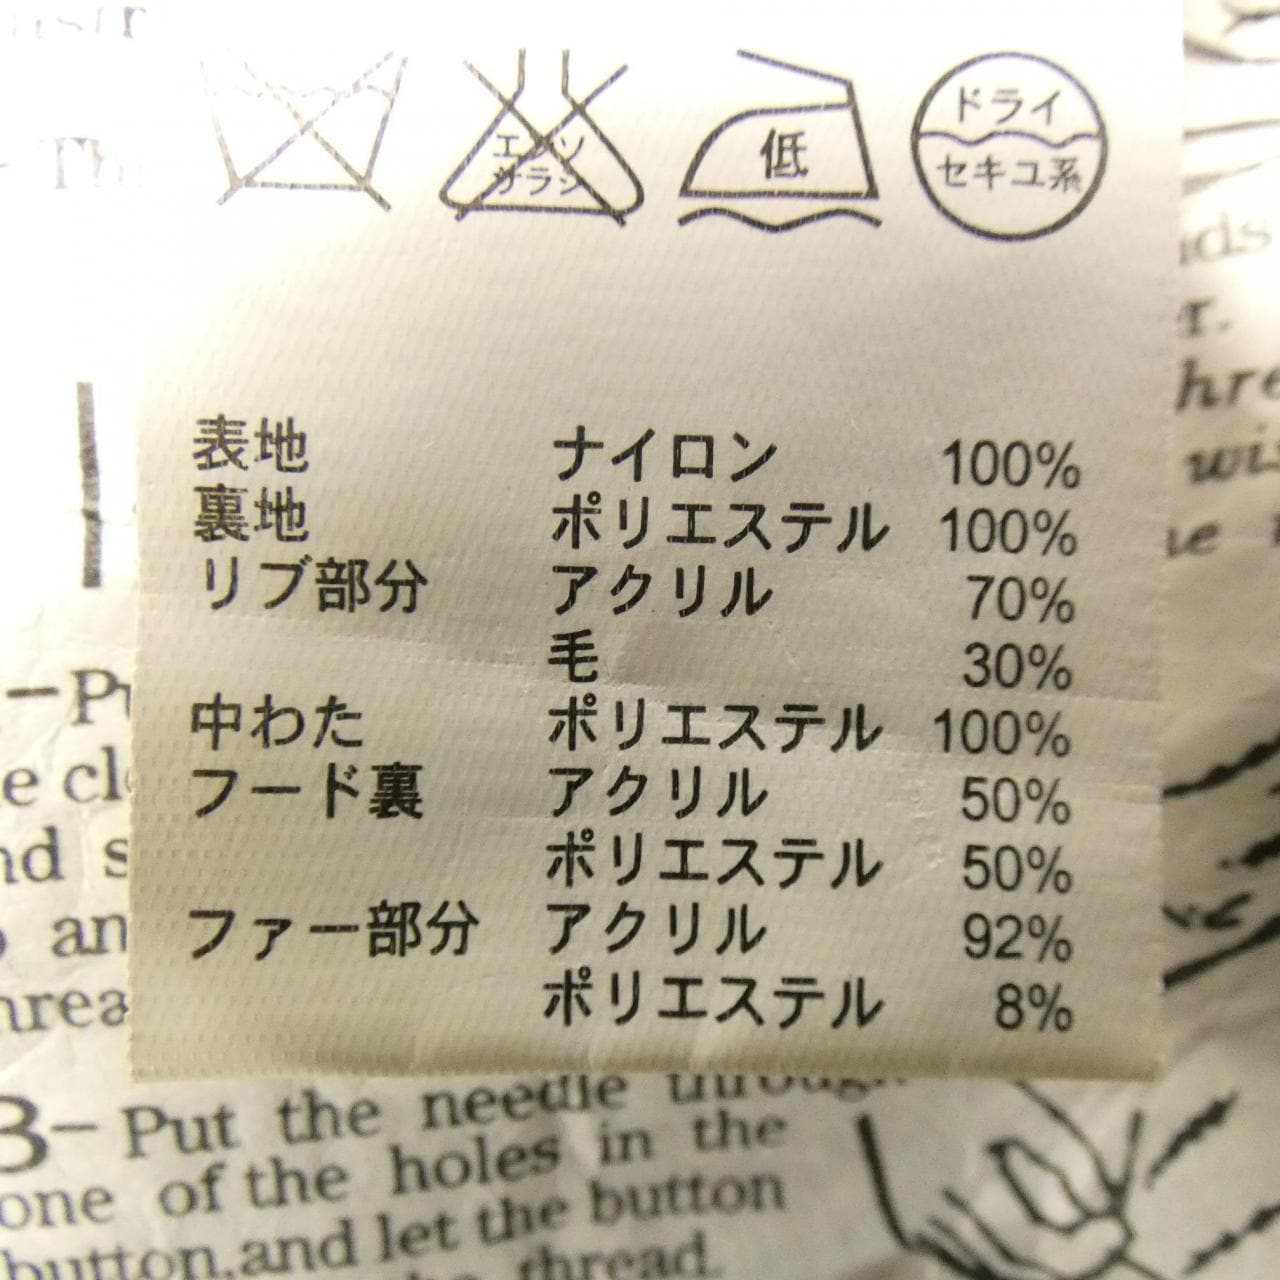 エンソ
サラシ
低
ドライ
セキユ系
表地 ナイロン 100%
裏地 ポリエステル 100%
リブ部分 アクリル 70%
毛 30%
中わた ポリエステル 100%
フード裏 アクリル 50%
ポリエステル 50%
ファー部分 アクリル 92%
ポリエステル 8%
3-Put the needle through
one of the holes in the
button,and let the button
thread.